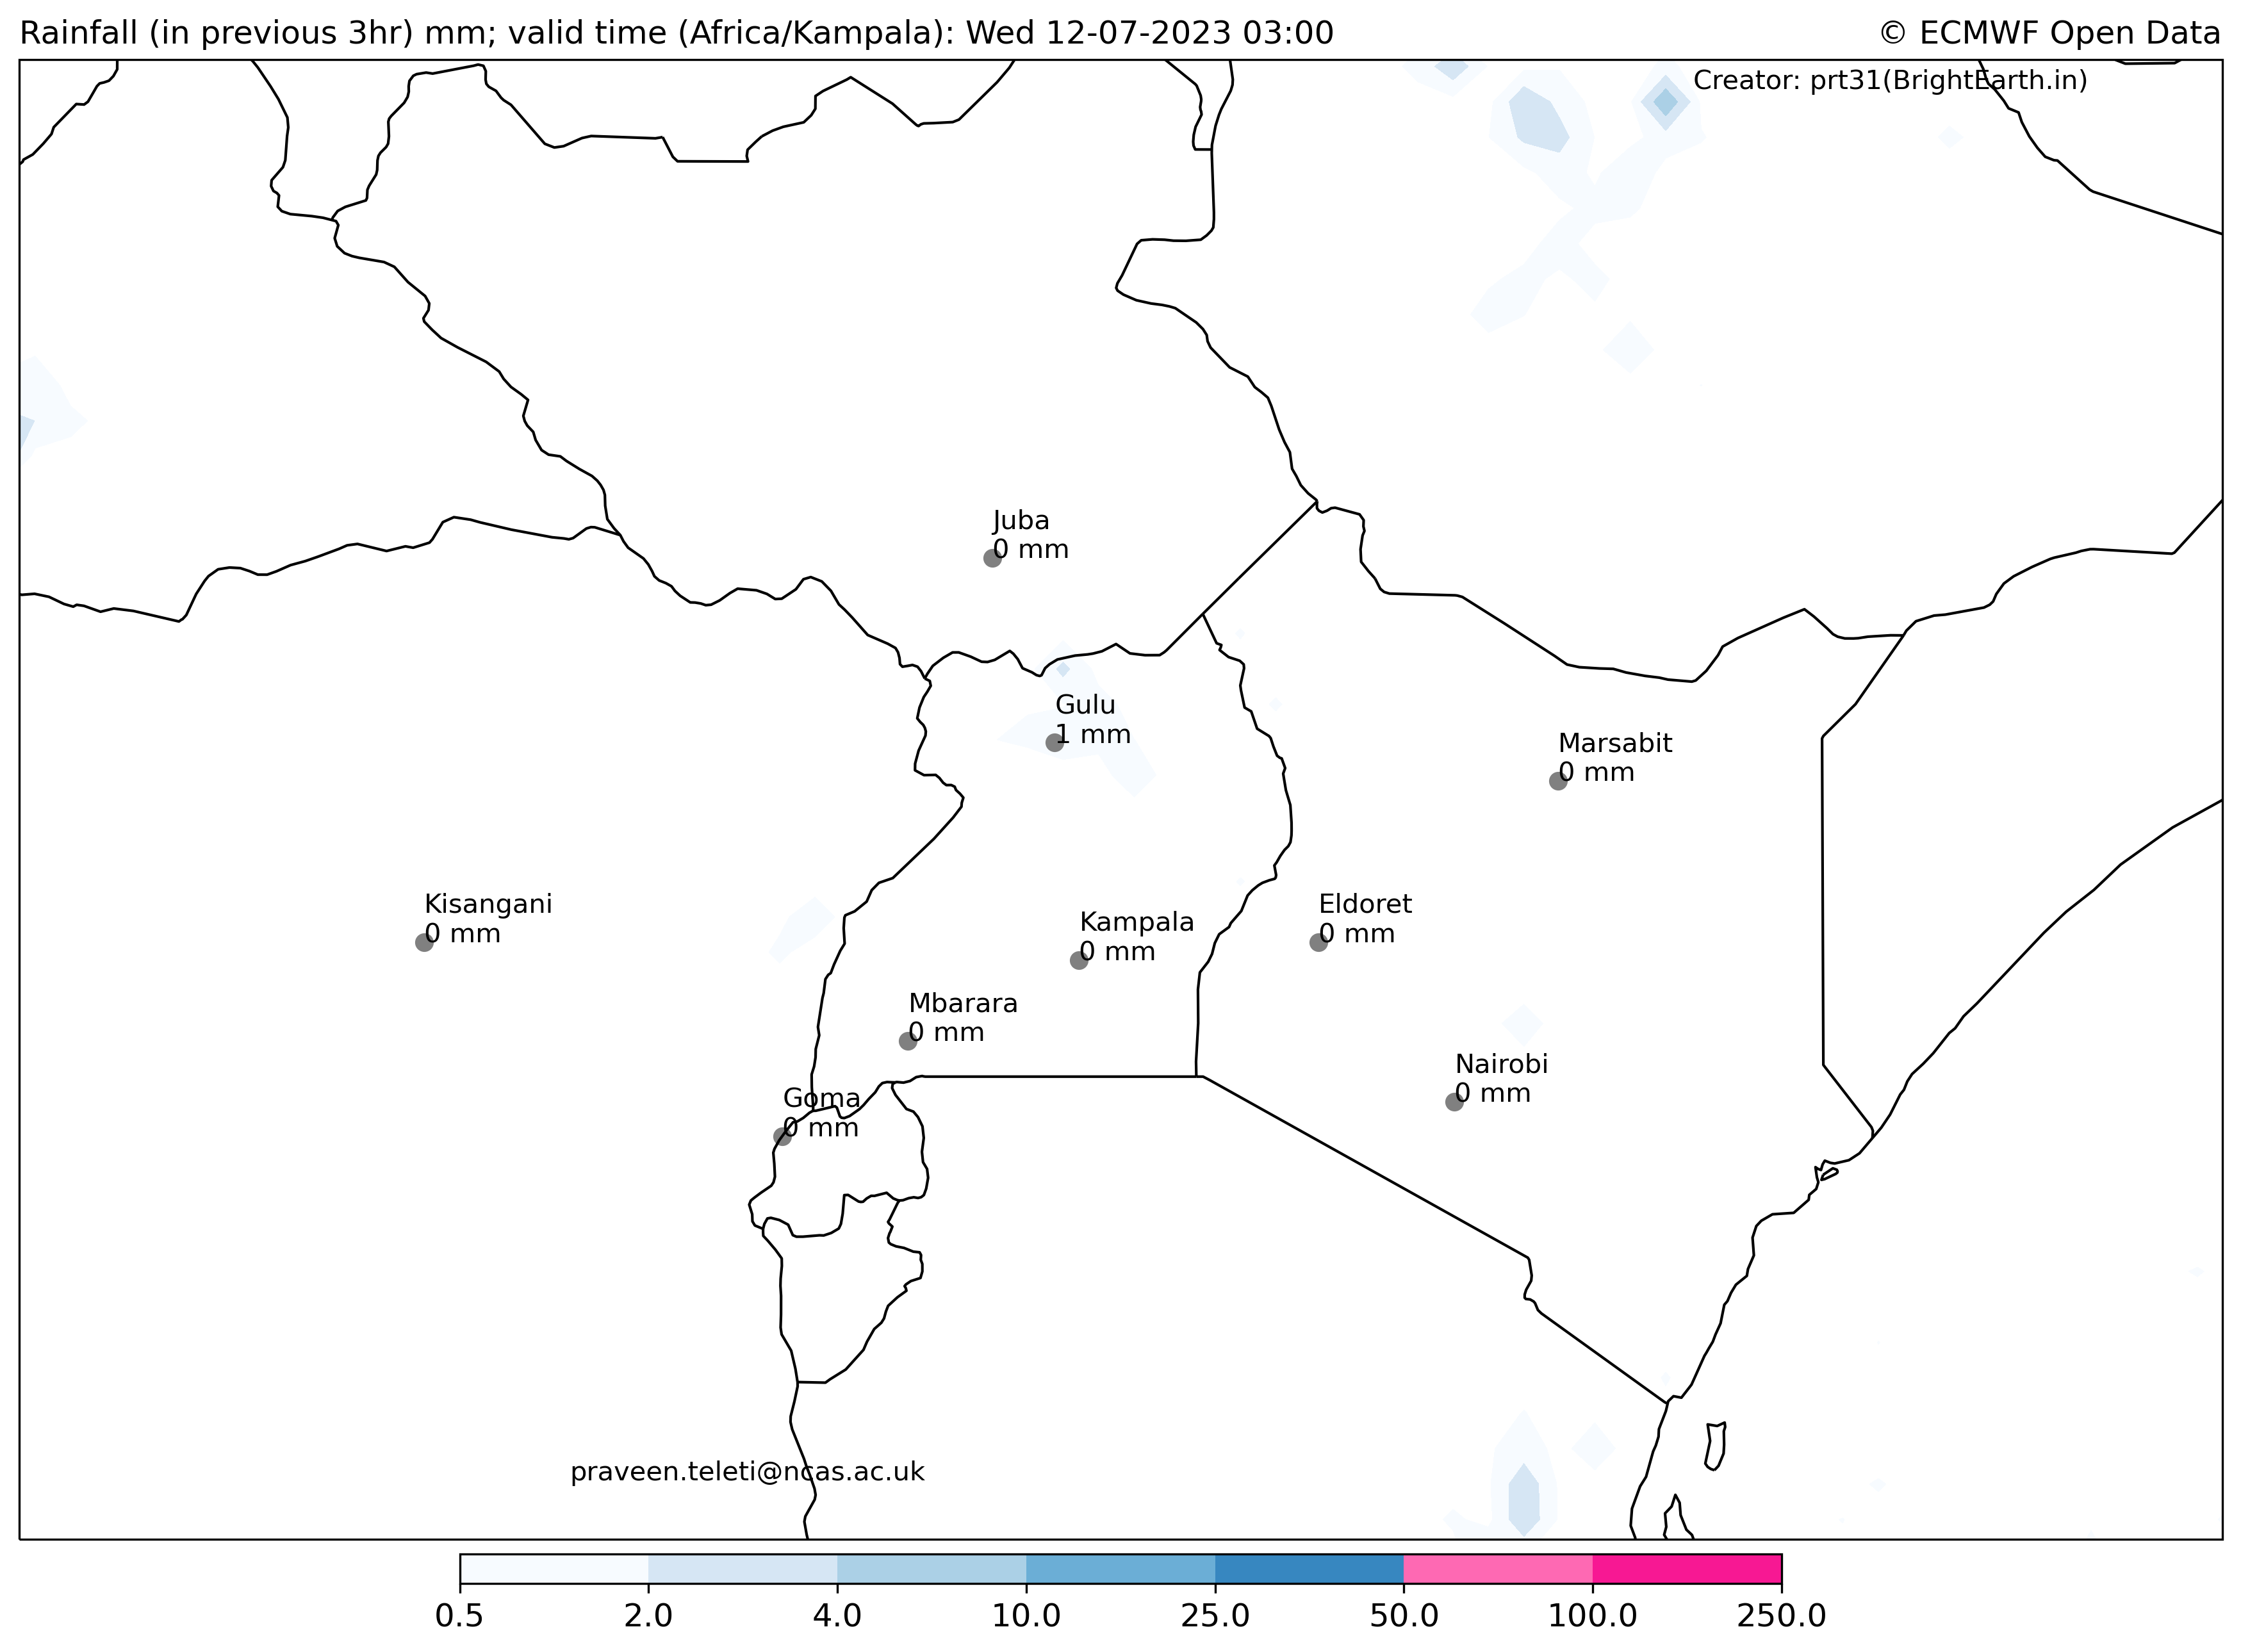 Rainfall (in previous 3hr) mm; valid time (Africa/Kampala): Wed 12-07-2023 03:00
© ECMWF Open Data
Creator: prt31(BrightEarth.in)
Juba
0 mm
Gulu
1 mm
Marsabit
0 mm
Kisangani
0 mm
Eldoret
0 mm
Kampala
0 mm
Mbarara
0 mm
Nairobi
0 mm
Goma
0 mm
praveen.teleti@ncas.ac.uk
0.5 2.0 4.0 10.0 25.0 50.0 100.0 250.0